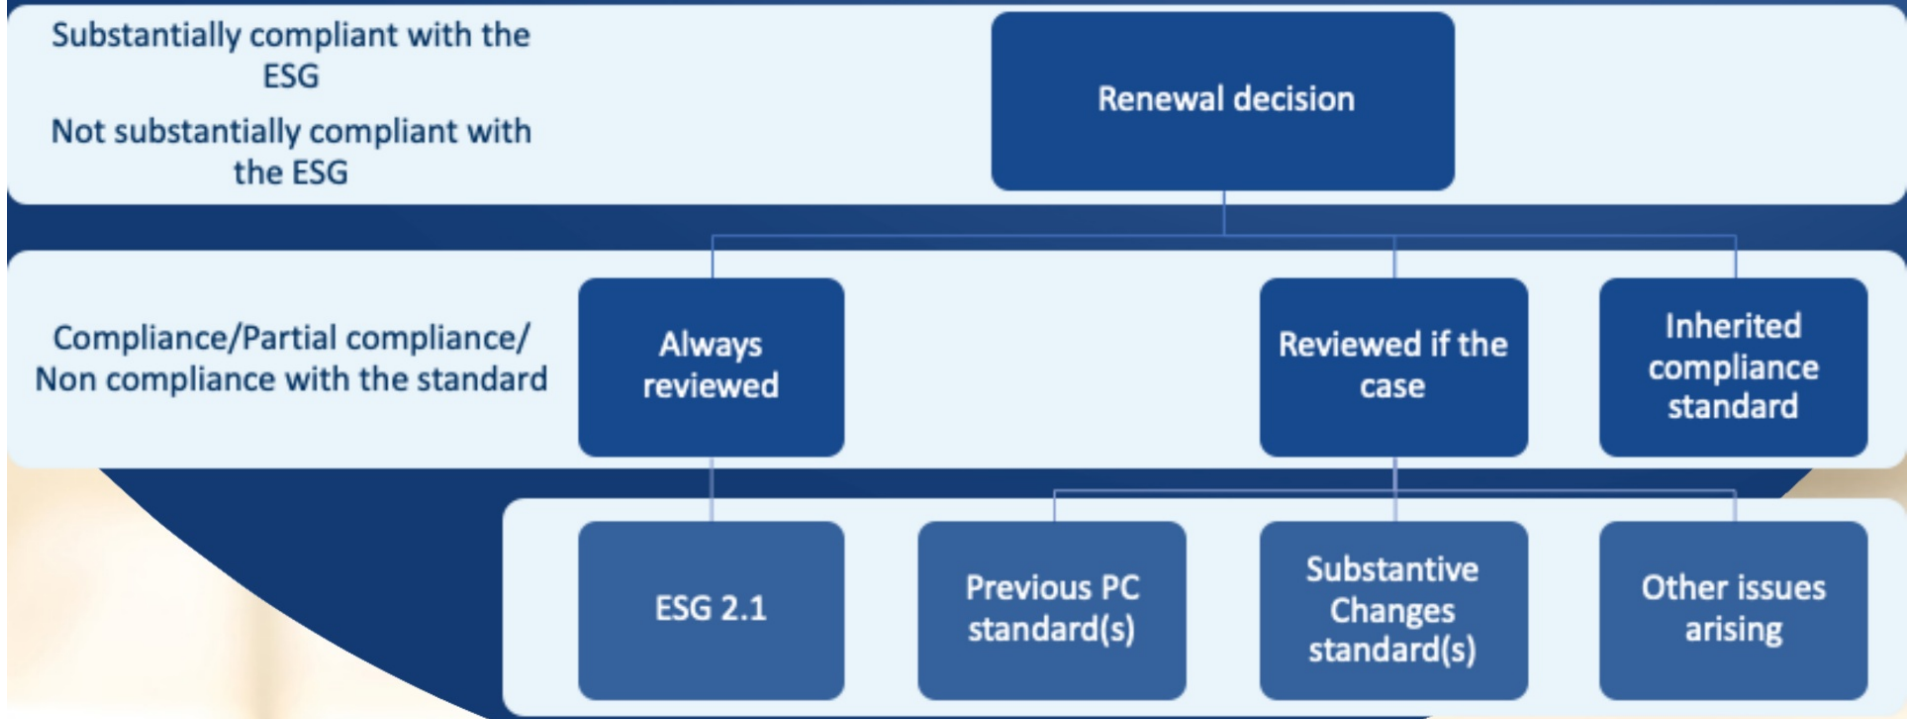 Substantially compliant with the
ESG
Not substantially compliant with
the ESG
Renewal decision
Compliance/Partial compliance/
Non compliance with the standard
Always
reviewed
Reviewed if the
case
Inherited
compliance
standard
ESG 2.1
Previous PC
standard(s)
Substantive
Changes
standard(s)
Other issues
arising